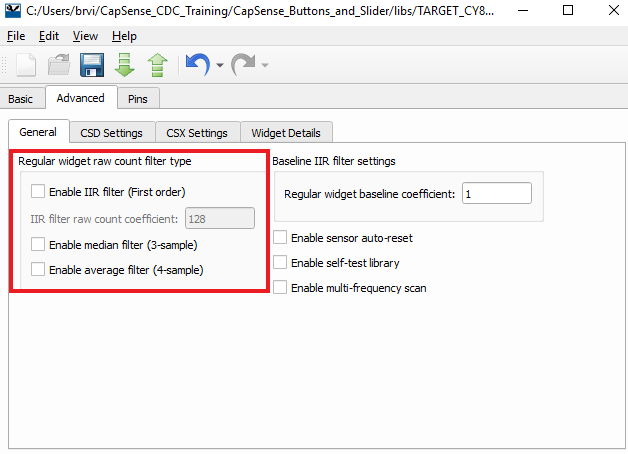 C:/Users/brvi/CapSense_CDC_Training/CapSense_Buttons_and_Slider/libs/TARGET_CY8...
File Edit View Help
Basic Advanced Pins
General CSD Settings CSX Settings Widget Details
Regular widget raw count filter type
Enable IIR filter (First order)
IIR filter raw count coefficient: 128
Enable median filter (3-sample)
Enable average filter (4-sample)
Baseline IIR filter settings
Regular widget baseline coefficient: 1
Enable sensor auto-reset
Enable self-test library
Enable multi-frequency scan